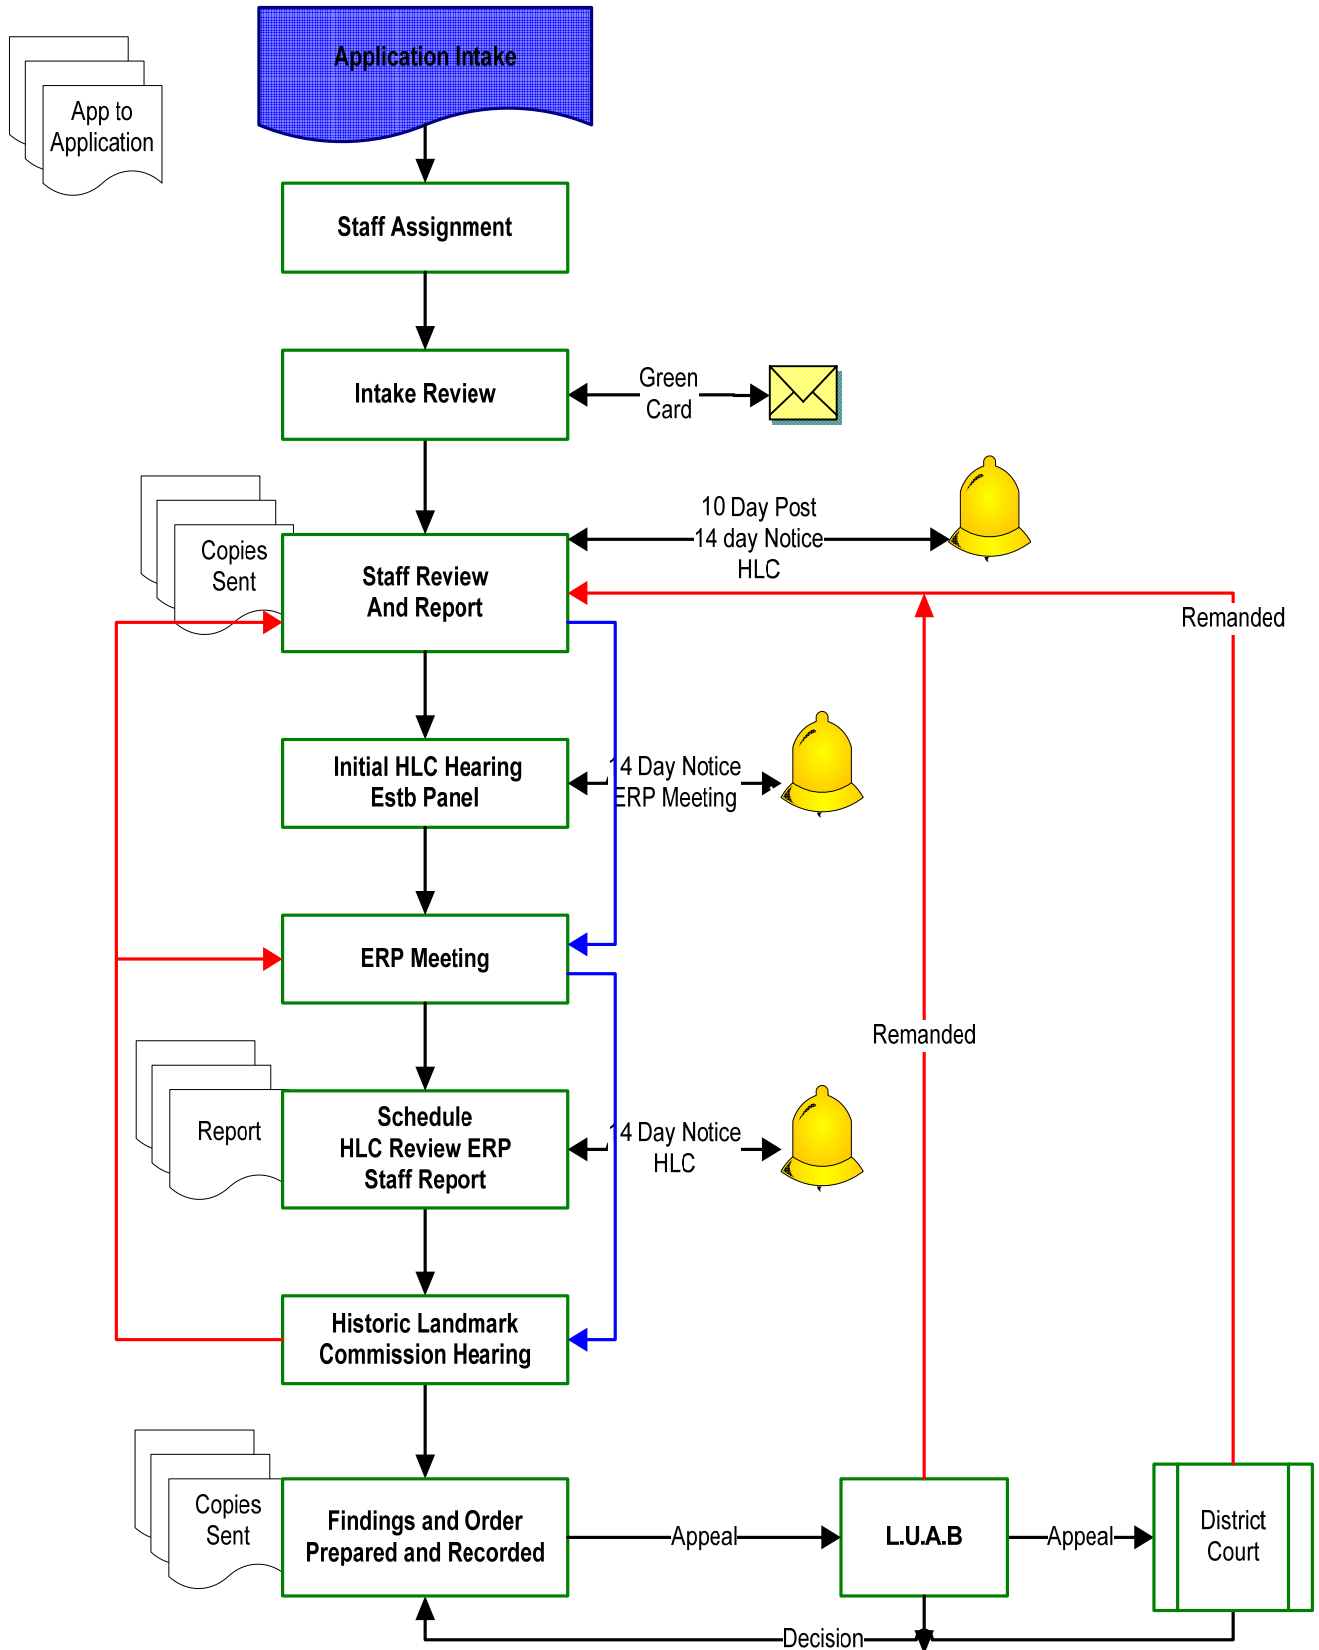 Application Intake
App to
Application
Staff Assignment
Intake Review
Green
Card
Copies
Sent
10 Day Post
14 day Notice
HLC
Staff Review
And Report
Remanded
Initial HLC Hearing
Estb Panel
14 Day Notice
ERP Meeting
ERP Meeting
Remanded
Report
Schedule
HLC Review ERP
Staff Report
14 Day Notice
HLC
Historic Landmark
Commission Hearing
Copies
Sent
Findings and Order
Prepared and Recorded
Appeal
L.U.A.B
Appeal
District
Court
Decision